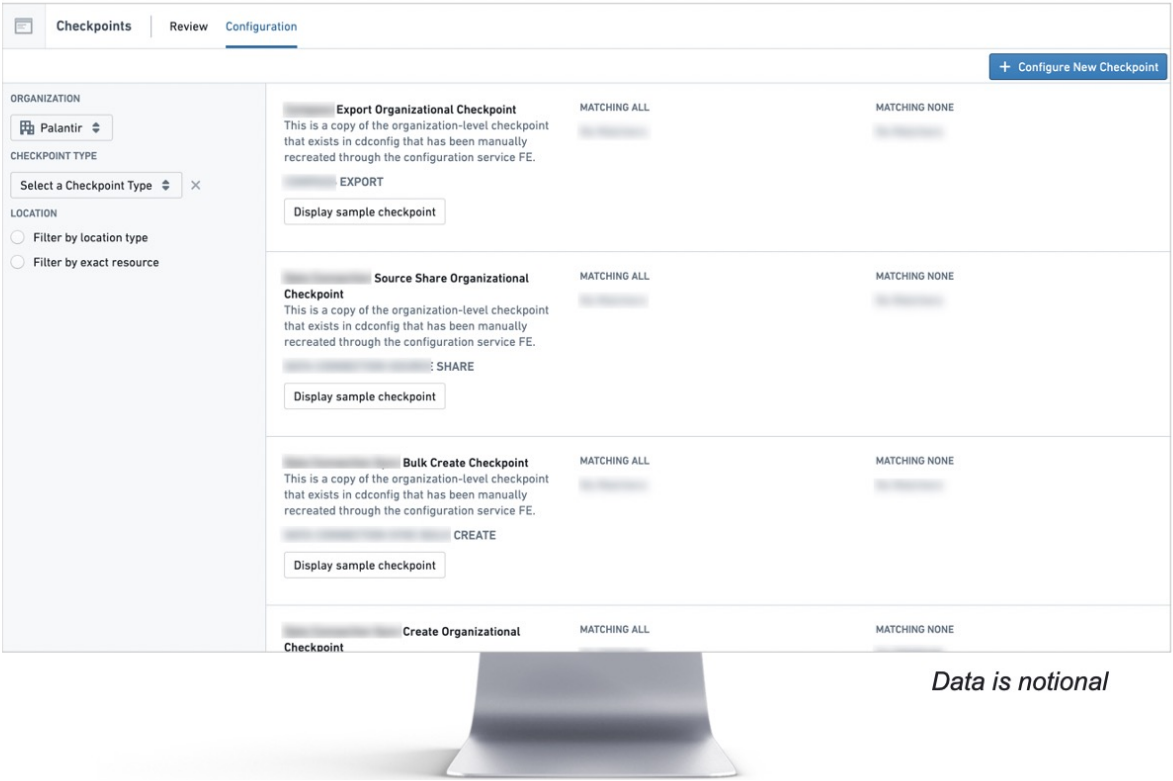 Checkpoints
Review
Configuration
+ Configure New Checkpoint
ORGANIZATION
Palantir
CHECKPOINT TYPE
Select a Checkpoint Type
LOCATION
Filter by location type
Filter by exact resource
Export Organizational Checkpoint
This is a copy of the organization-level checkpoint
that exists in cdconfig that has been manually
recreated through the configuration service FE.
EXPORT
Display sample checkpoint
MATCHING ALL
MATCHING NONE
Source Share Organizational
Checkpoint
This is a copy of the organization-level checkpoint
that exists in cdconfig that has been manually
recreated through the configuration service FE.
SHARE
Display sample checkpoint
MATCHING ALL
MATCHING NONE
Bulk Create Checkpoint
This is a copy of the organization-level checkpoint
that exists in cdconfig that has been manually
recreated through the configuration service FE.
CREATE
Display sample checkpoint
MATCHING ALL
MATCHING NONE
Create Organizational
Checkpoint
MATCHING ALL
MATCHING NONE
Data is notional